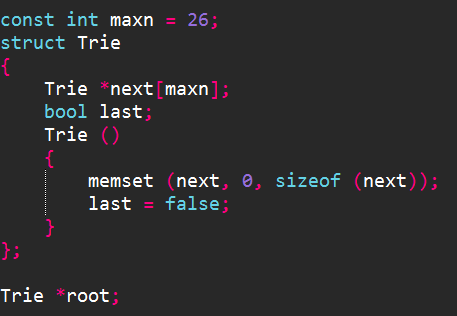 const int maxn = 26;
struct Trie
{
    Trie *next[maxn];
    bool last;
    Trie ()
    {
        memset (next, 0, sizeof (next));
        last = false;
    }
};

Trie *root;